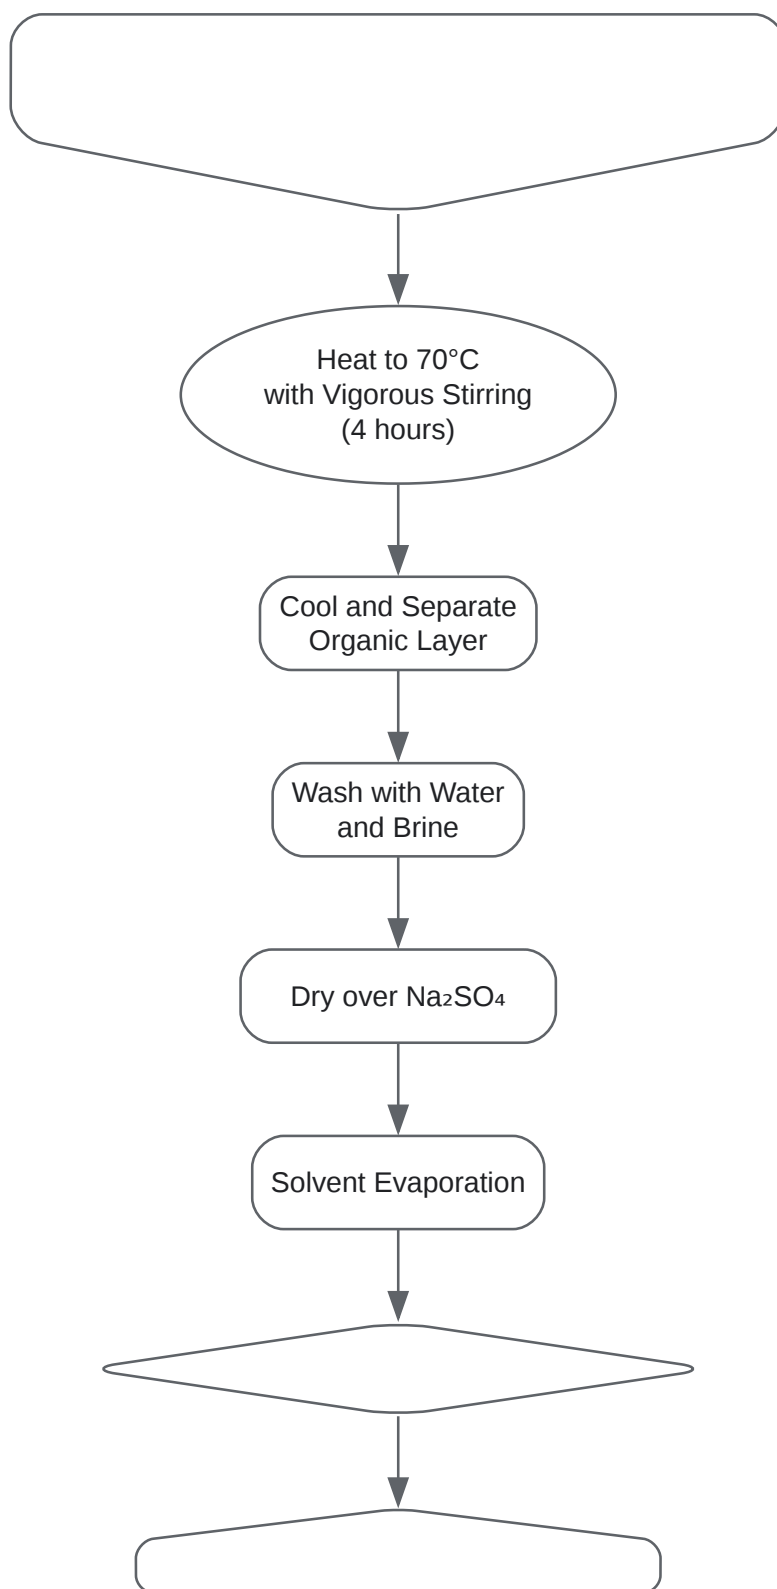 Heat to 70°C
with Vigorous Stirring
(4 hours)
Cool and Separate
Organic Layer
Wash with Water
and Brine
Dry over Na₂SO₄
Solvent Evaporation